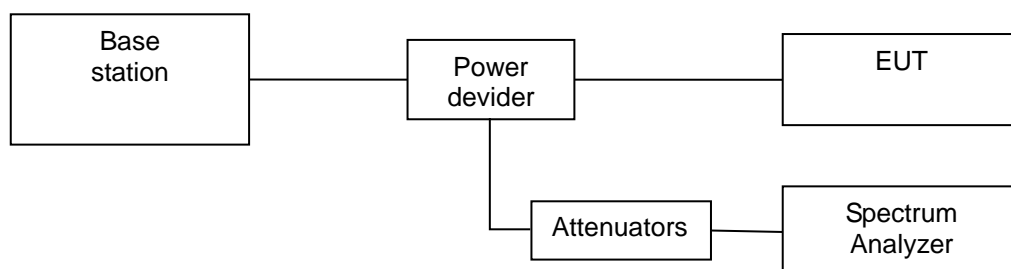 Base
station
Power
devider
EUT
Attenuators
Spectrum
Analyzer